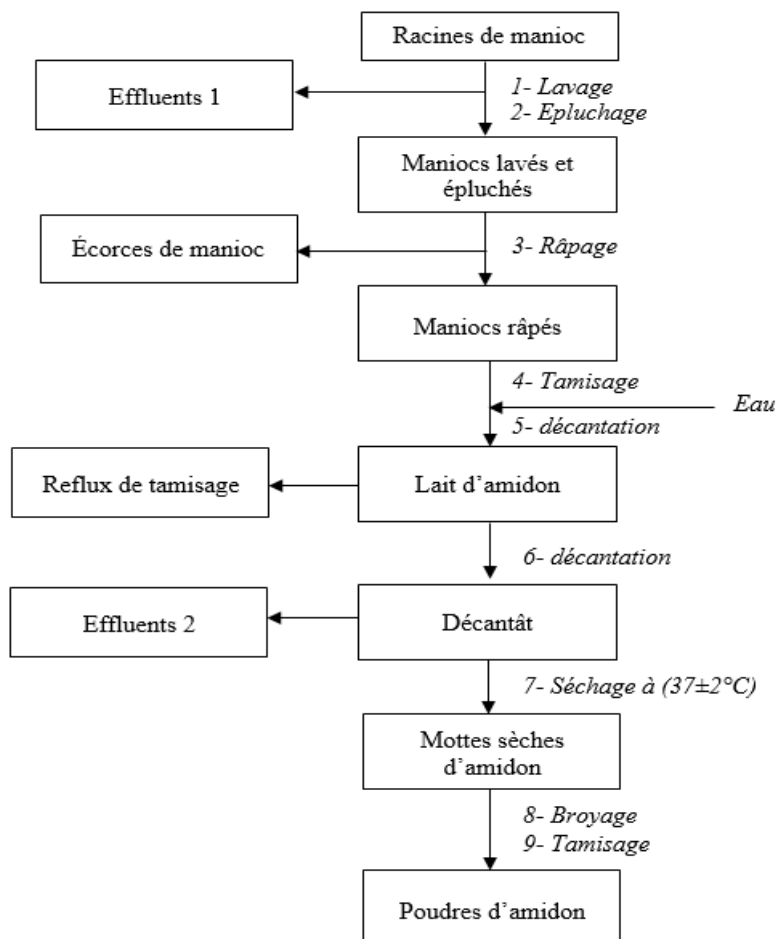 Racines de manioc
1- Lavage
Effluents 1
2- Epluchage
Maniocs lavés et
épluchés
Écorces de manioc
3- Râpage
Maniocs râpés
4- Tamisage
Eau
5- décantation
Reflux de tamisage
Lait d’amidon
6- décantation
Effluents 2
Décantât
7- Séchage à (37±2°C)
Mottes sèches
d’amidon
8- Broyage
9- Tamisage
Poudres d’amidon